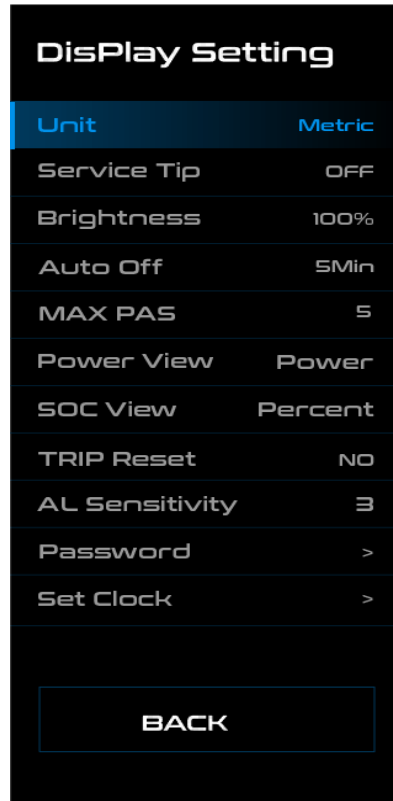 DisPlay Setting
Unit Metric
Service Tip OFF
Brightness 100%
Auto Off 5Min
MAX PAS 5
Power View Power
SOC View Percent
TRIP Reset NO
AL Sensitivity 3
Password >
Set Clock >
BACK